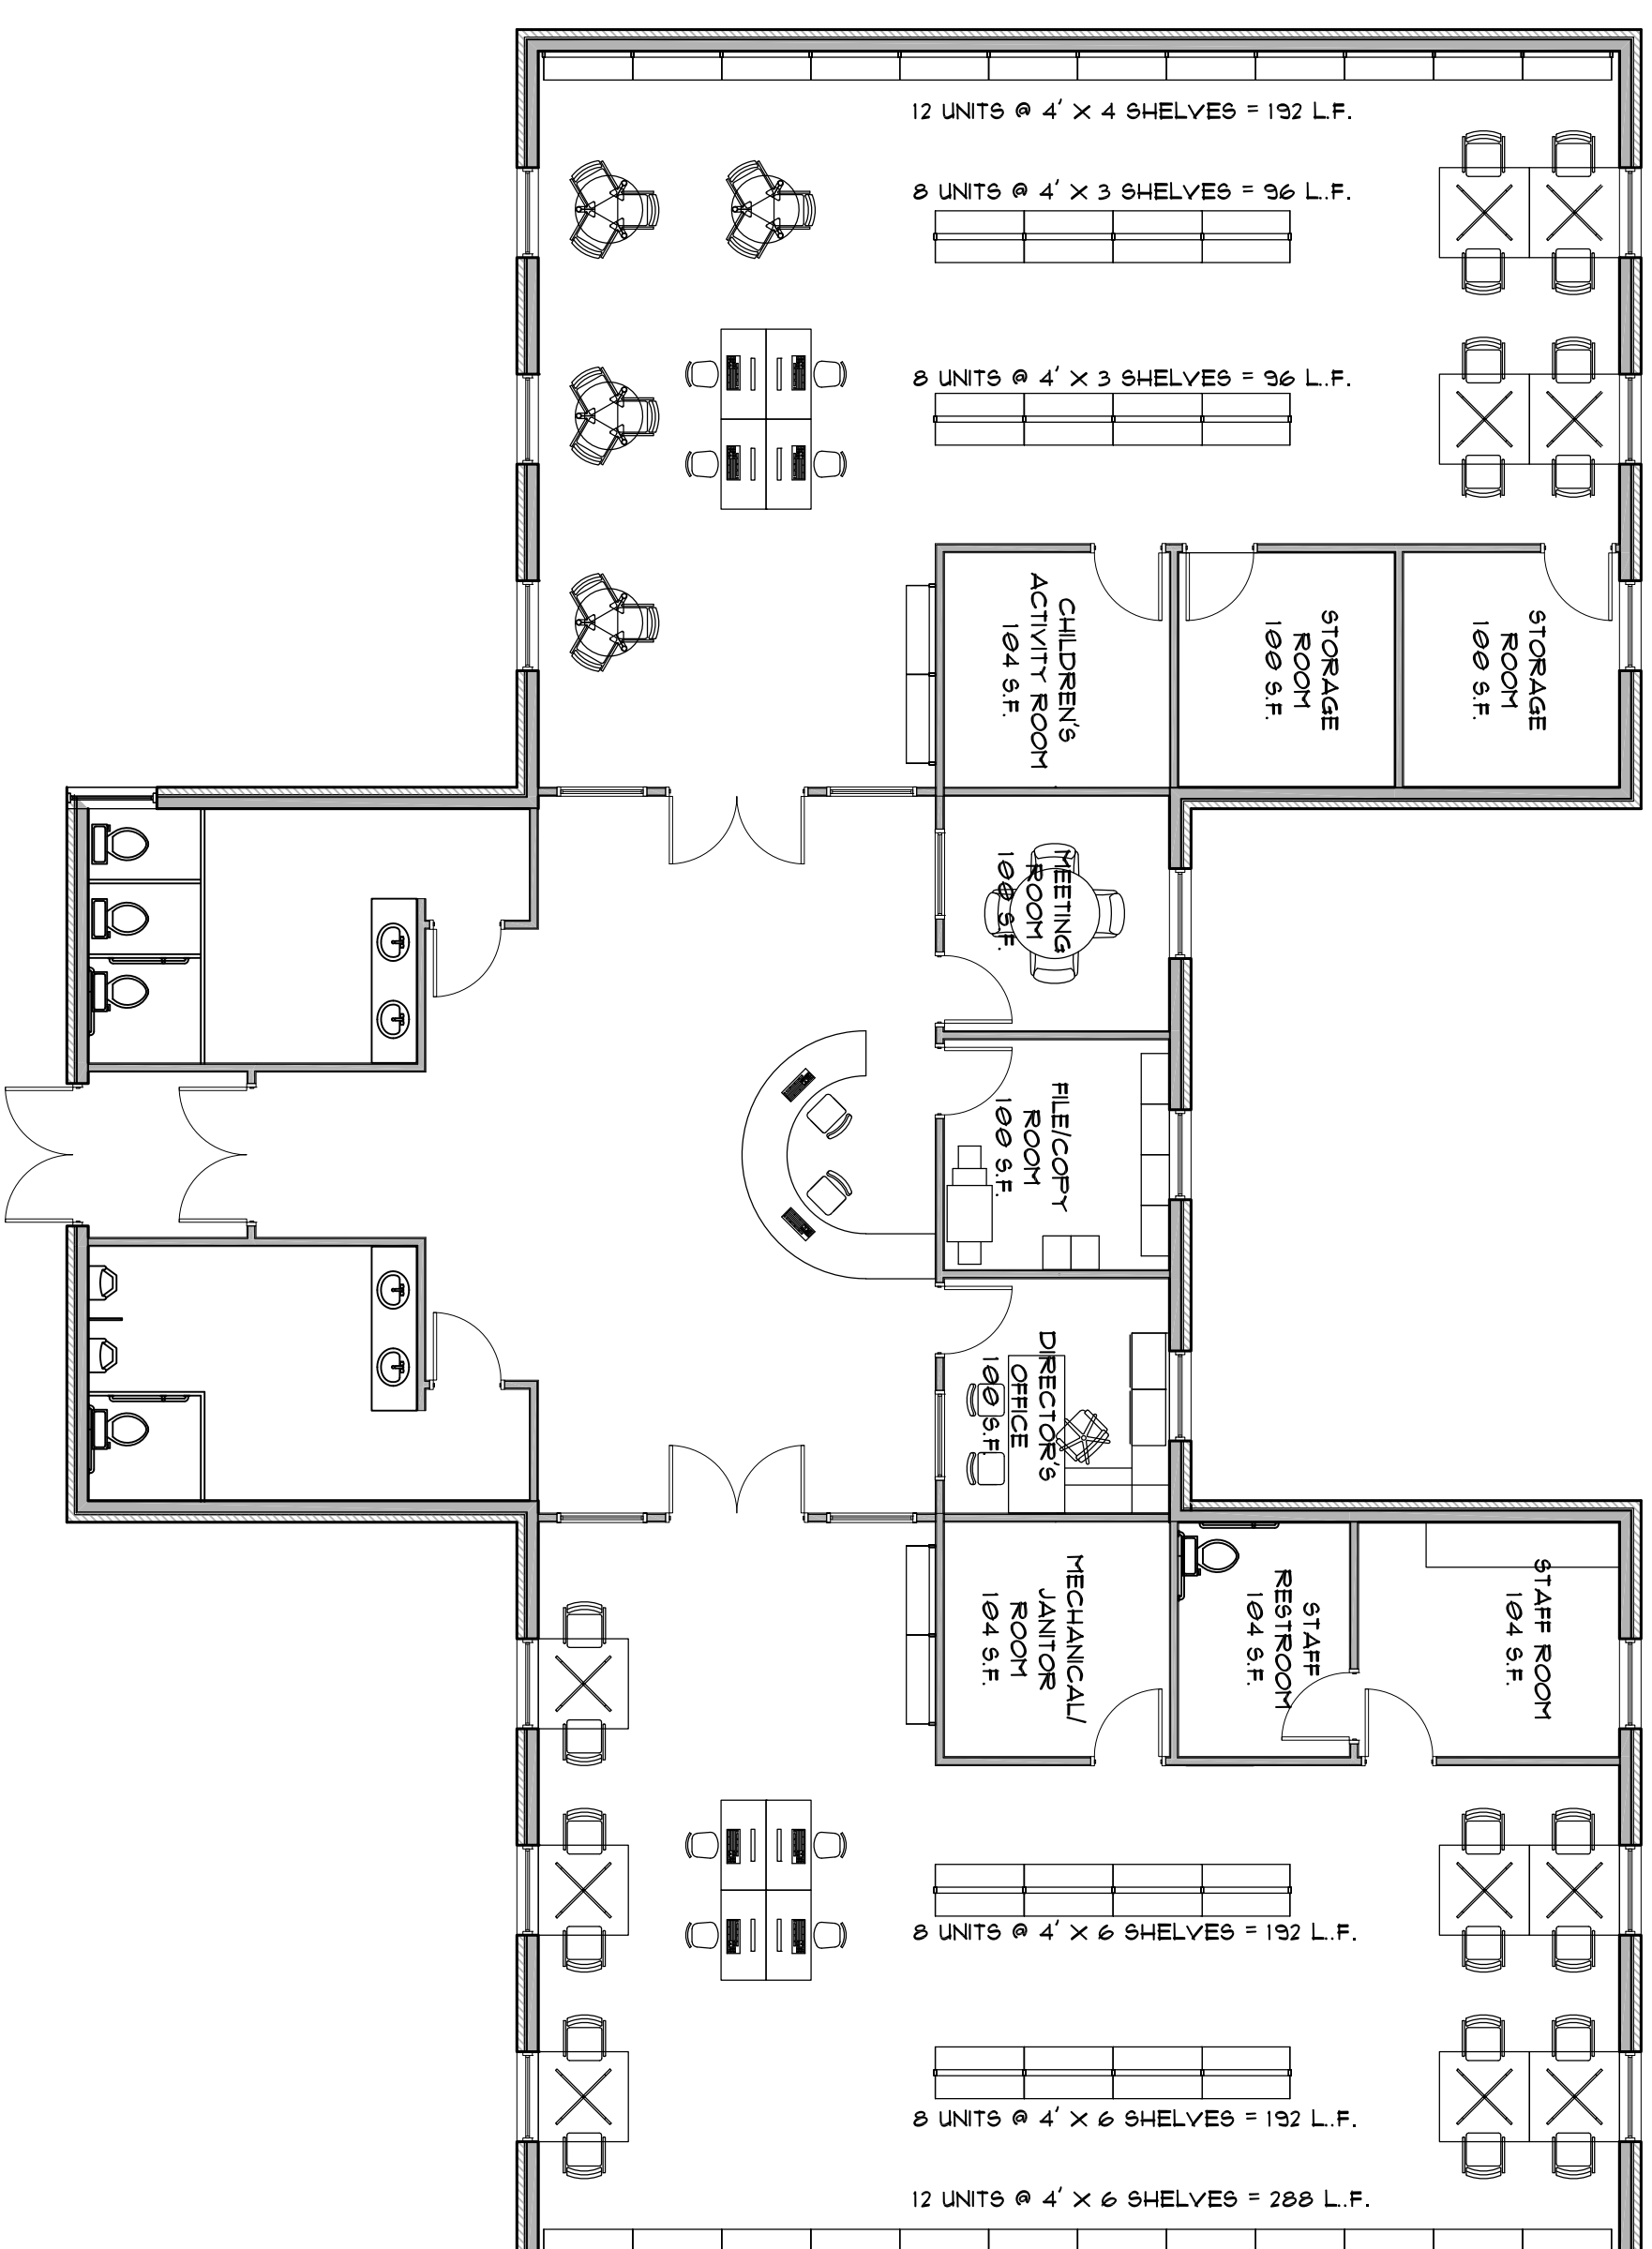 12 UNITS @ 4' X 4 SHELVES = 192 L.F.
8 UNITS @ 4' X 3 SHELVES = 96 L..F.
8 UNITS @ 4' X 3 SHELVES = 96 L..F.
CHILDREN'S
ACTIVITY ROOM
104 S.F.
STORAGE
ROOM
100 S.F.
STORAGE
ROOM
100 S.F.
MEETING
ROOM
100 S.F.
FILE/COPY
ROOM
100 S.F.
DIRECTOR'S
OFFICE
100 S.F.
MECHANICAL/
JANITOR
ROOM
104 S.F.
STAFF
RESTROOM
104 S.F.
STAFF ROOM
104 S.F.
8 UNITS @ 4' X 6 SHELVES = 192 L..F.
8 UNITS @ 4' X 6 SHELVES = 192 L..F.
12 UNITS @ 4' X 6 SHELVES = 288 L..F.